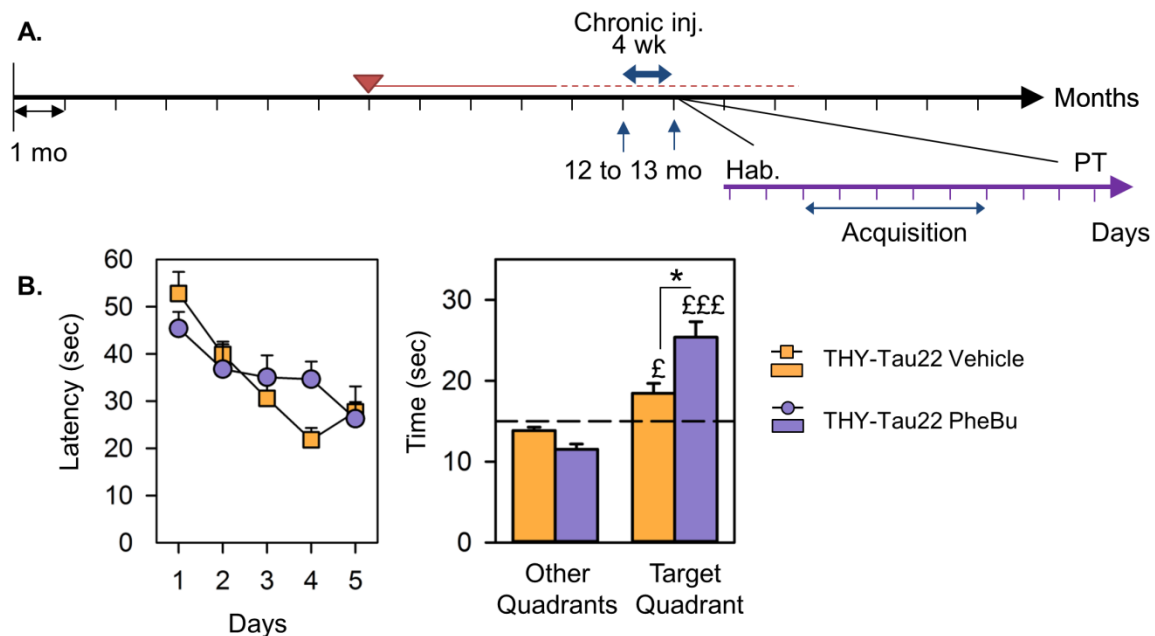 A.
Chronic inj.
4 wk
Months
1 mo
12 to 13 mo
Hab.
PT
Acquisition
Days
B.
Latency (sec)
60
50
40
30
20
10
0
1 2 3 4 5
Days
Time (sec)
30
20
10
0
*
£
£££
Other
Quadrants
Target
Quadrant
THY-Tau22 Vehicle
THY-Tau22 PheBu